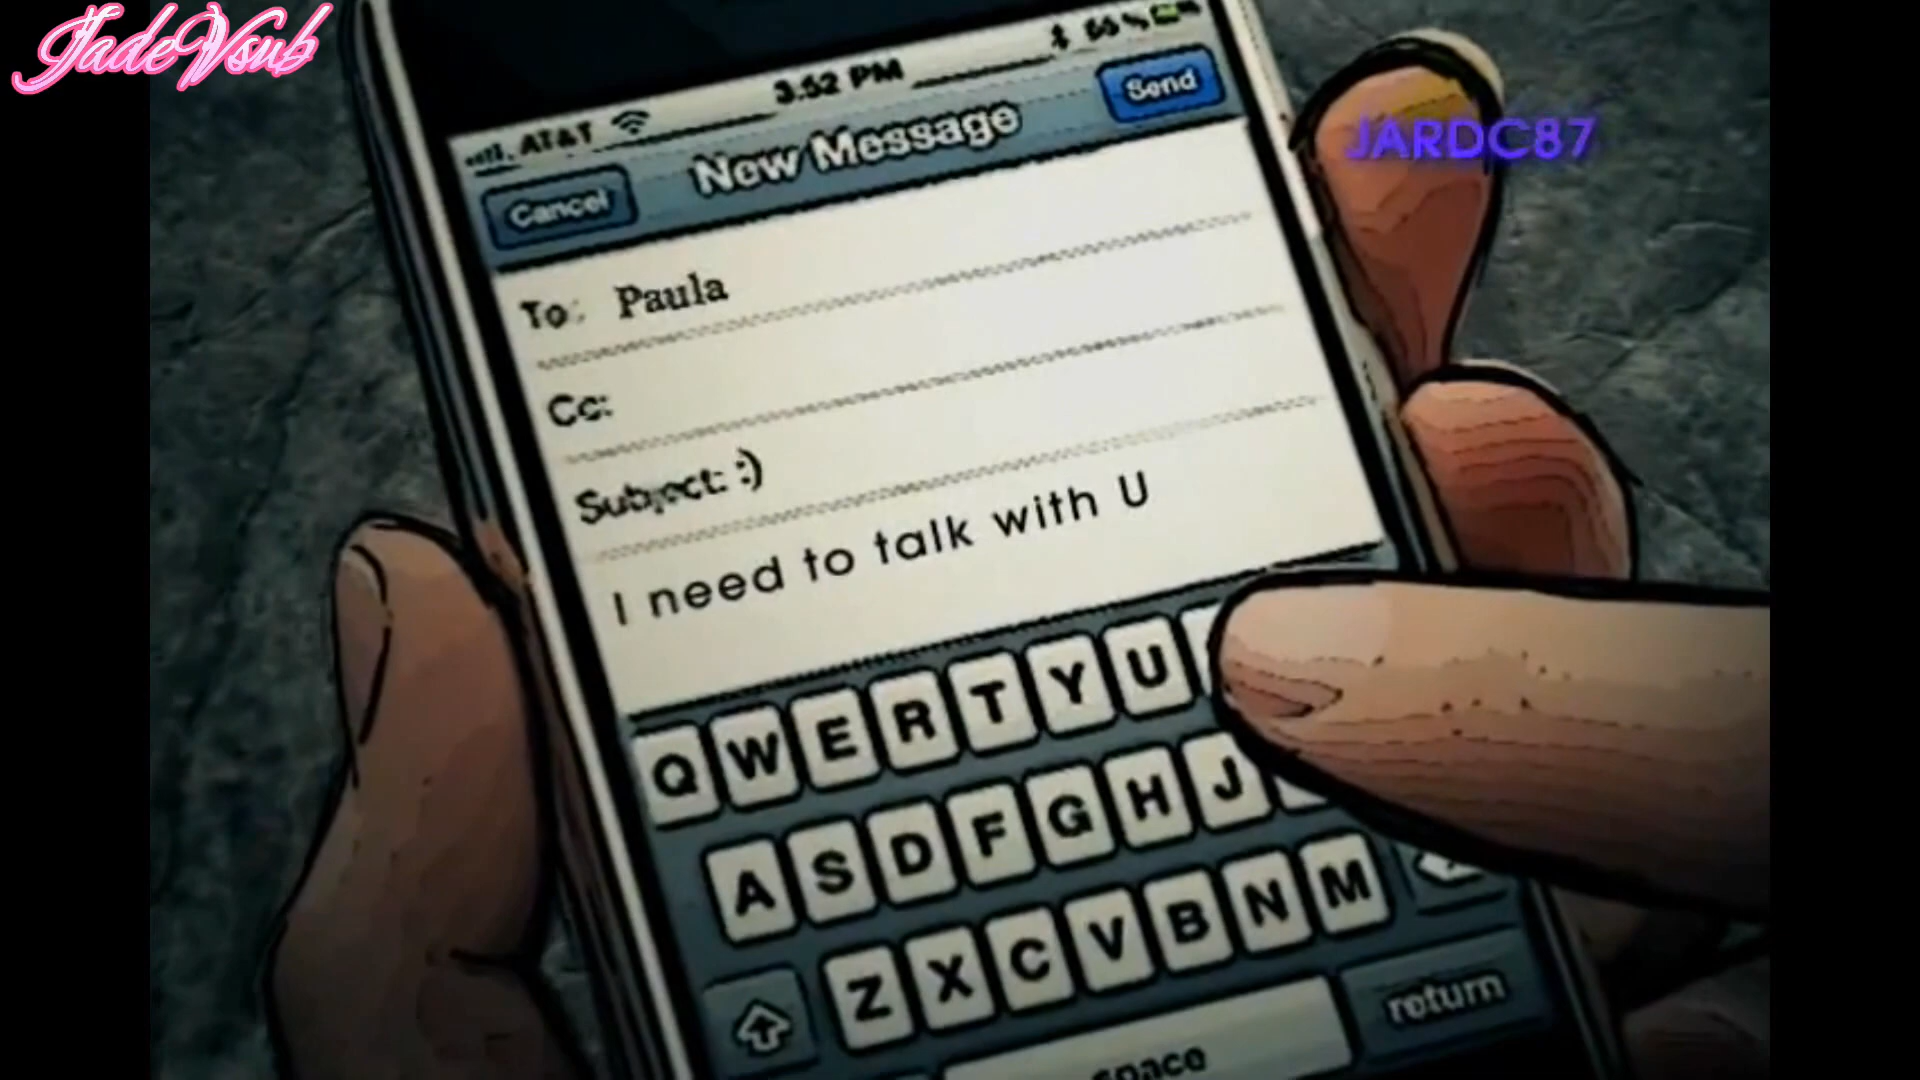 JadeVsub
JARDC87
AT&T 3:52 PM
Cancel New Message Send
To: Paula
Cc:
Subject: :)
I need to talk with U
Q W E R T Y U
A S D F G H J
Z X C V B N M
space return